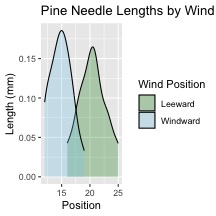 Pine Needle Lengths by Wind
Length (mm)
0.15
0.10
0.05
0.00
15 20 25
Position
Wind Position
Leeward
Windward